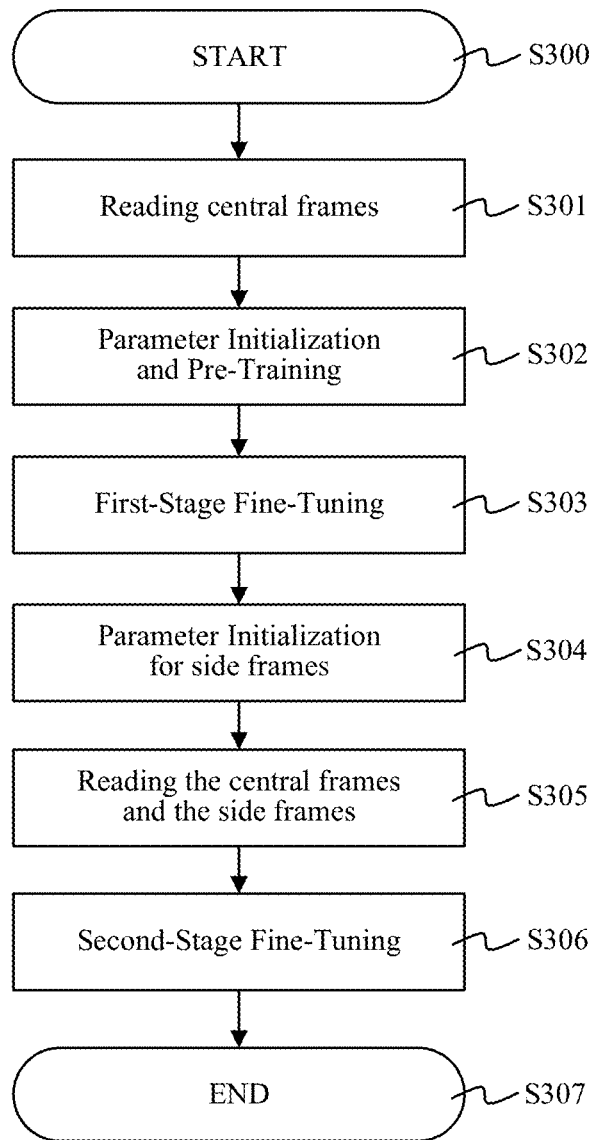 START
S300
Reading central frames
S301
Parameter Initialization
and Pre-Training
S302
First-Stage Fine-Tuning
S303
Parameter Initialization
for side frames
S304
Reading the central frames
and the side frames
S305
Second-Stage Fine-Tuning
S306
END
S307